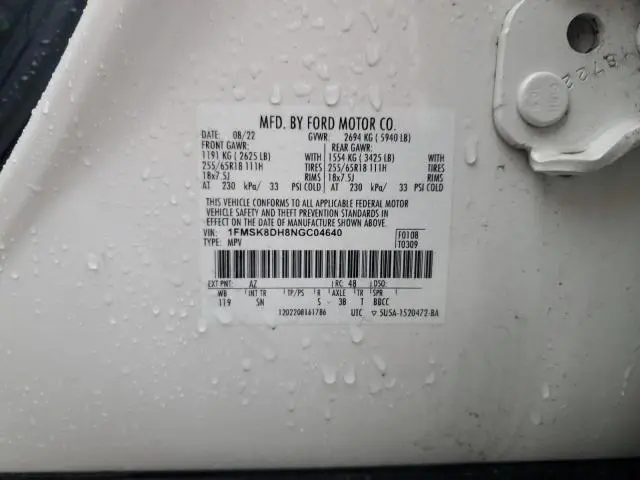 MFD. BY FORD MOTOR CO.
DATE: 08/22 GVWR: 2694 KG ( 5940 LB)
FRONT GAWR: REAR GAWR:
1191 KG ( 2625 LB) WITH 1554 KG ( 3425 LB) WITH
255/65R18 111H TIRES 255/65R18 111H TIRES
18x7.5J RIMS 18x7.5J RIMS
AT 230 kPa/ 33 PSI COLD AT 230 kPa/ 33 PSI COLD
THIS VEHICLE CONFORMS TO ALL APPLICABLE FEDERAL MOTOR
VEHICLE SAFETY, BUMPER, AND THEFT PREVENTION STANDARDS IN
EFFECT ON THE DATE OF MANUFACTURE SHOWN ABOVE.
VIN: 1FMSK8DH8NGC04640 F0108
TYPE: MPV T0309
EXT PNT: AZ RC: 48 DSO:
WB INT TR TP/PS R AXLE TR SPR
119 SN S 3B T BBCC
1202208161786 UTC ▽ 5USA-1520472-BA